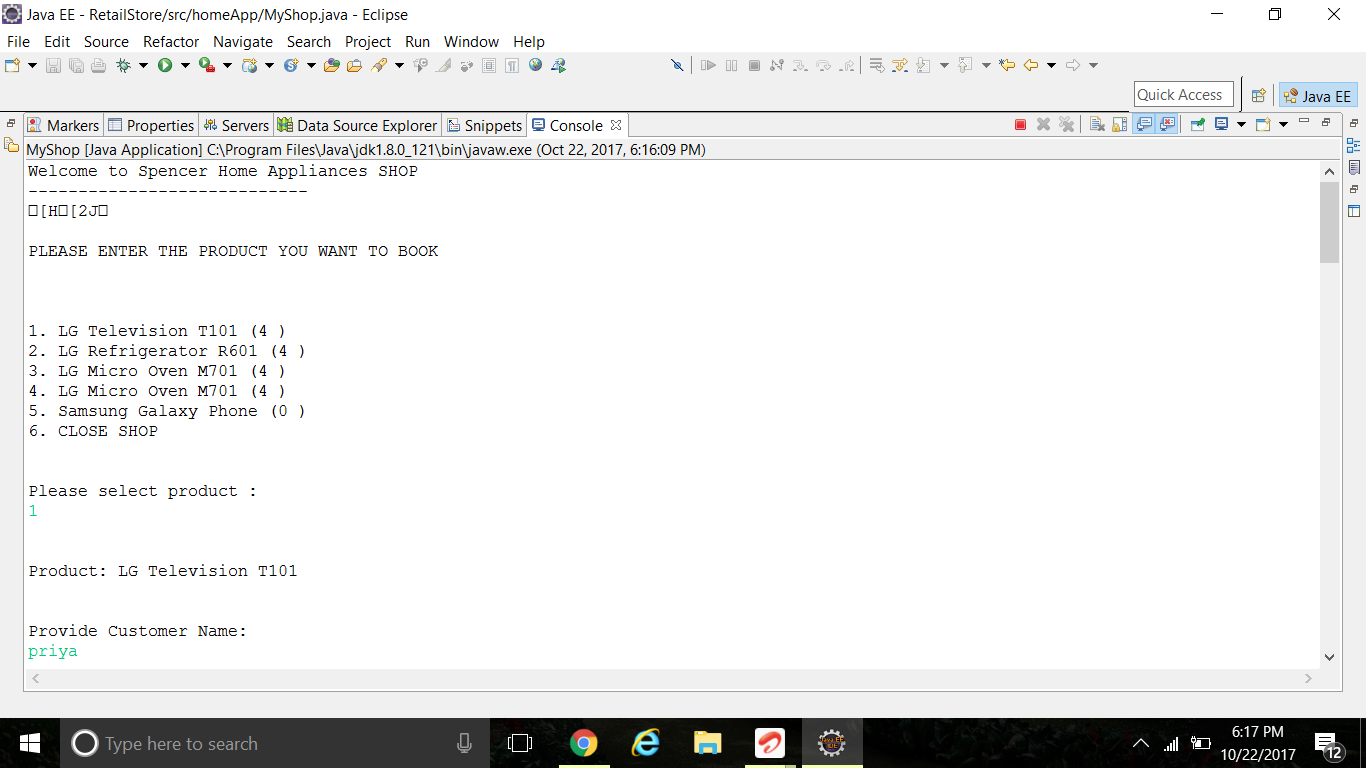 Java EE - RetailStore/src/homeApp/MyShop.java - Eclipse
File Edit Source Refactor Navigate Search Project Run Window Help
Quick Access
Java EE
Markers Properties Servers Data Source Explorer Snippets Console
MyShop [Java Application] C:\Program Files\Java\jdk1.8.0_121\bin\javaw.exe (Oct 22, 2017, 6:16:09 PM)
Welcome to Spencer Home Appliances SHOP
----------------------------
□[H□[2J□
PLEASE ENTER THE PRODUCT YOU WANT TO BOOK
1. LG Television T101 (4 )
2. LG Refrigerator R601 (4 )
3. LG Micro Oven M701 (4 )
4. LG Micro Oven M701 (4 )
5. Samsung Galaxy Phone (0 )
6. CLOSE SHOP
Please select product :
1
Product: LG Television T101
Provide Customer Name:
priya
Type here to search
6:17 PM
10/22/2017
12